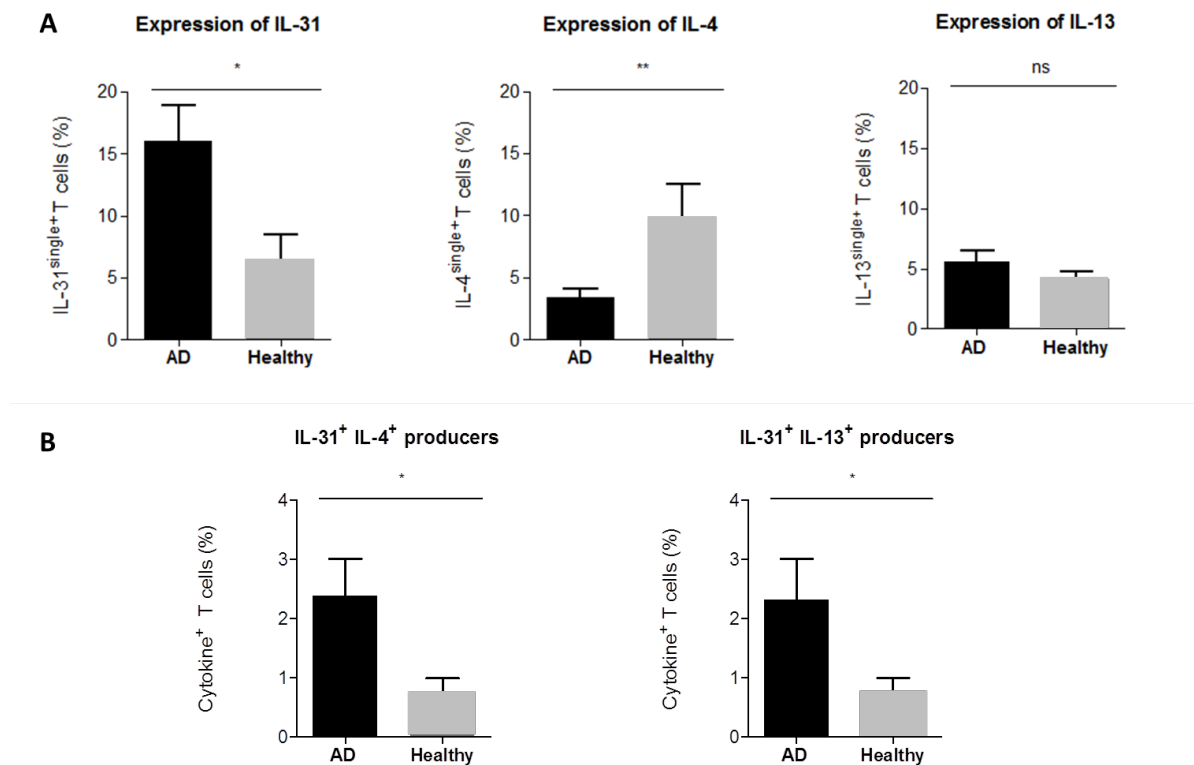 A
Expression of IL-31
*
IL-31single+ T cells (%)
20
15
10
5
0
AD
Healthy
Expression of IL-4
**
IL-4single+ T cells (%)
20
15
10
5
0
AD
Healthy
Expression of IL-13
ns
IL-13single+ T cells (%)
20
15
10
5
0
AD
Healthy
B
IL-31+ IL-4+ producers
*
Cytokine+ T cells (%)
4
3
2
1
0
AD
Healthy
IL-31+ IL-13+ producers
*
Cytokine+ T cells (%)
4
3
2
1
0
AD
Healthy